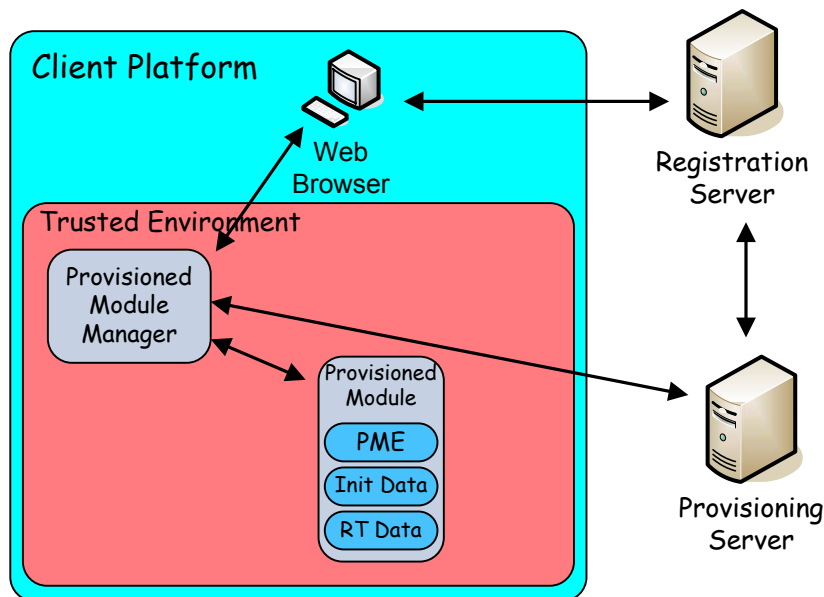 Client Platform
Web
Browser
Registration
Server
Trusted Environment
Provisioned
Module
Manager
Provisioned
Module
PME
Init Data
RT Data
Provisioning
Server